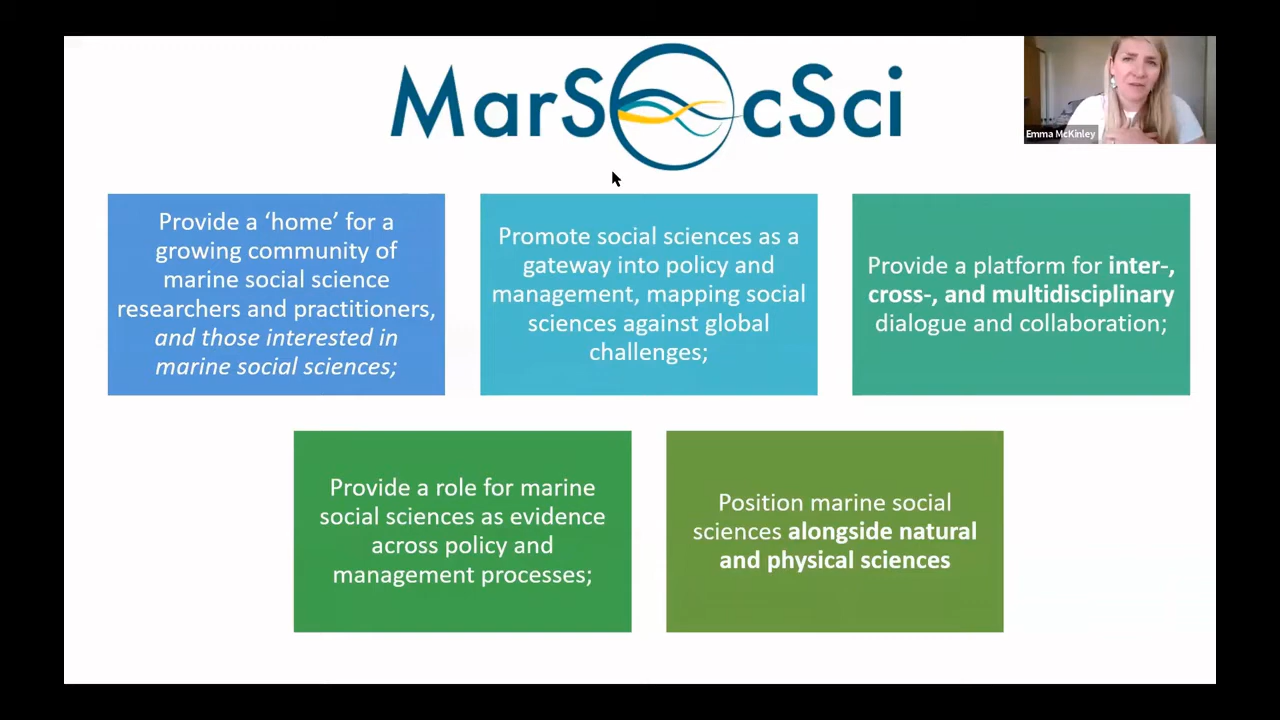 MarSocSci
Emma McKinley
Provide a ‘home’ for a
growing community of
marine social science
researchers and practitioners,
and those interested in
marine social sciences;
Promote social sciences as a
gateway into policy and
management, mapping social
sciences against global
challenges;
Provide a platform for inter-,
cross-, and multidisciplinary
dialogue and collaboration;
Provide a role for marine
social sciences as evidence
across policy and
management processes;
Position marine social
sciences alongside natural
and physical sciences